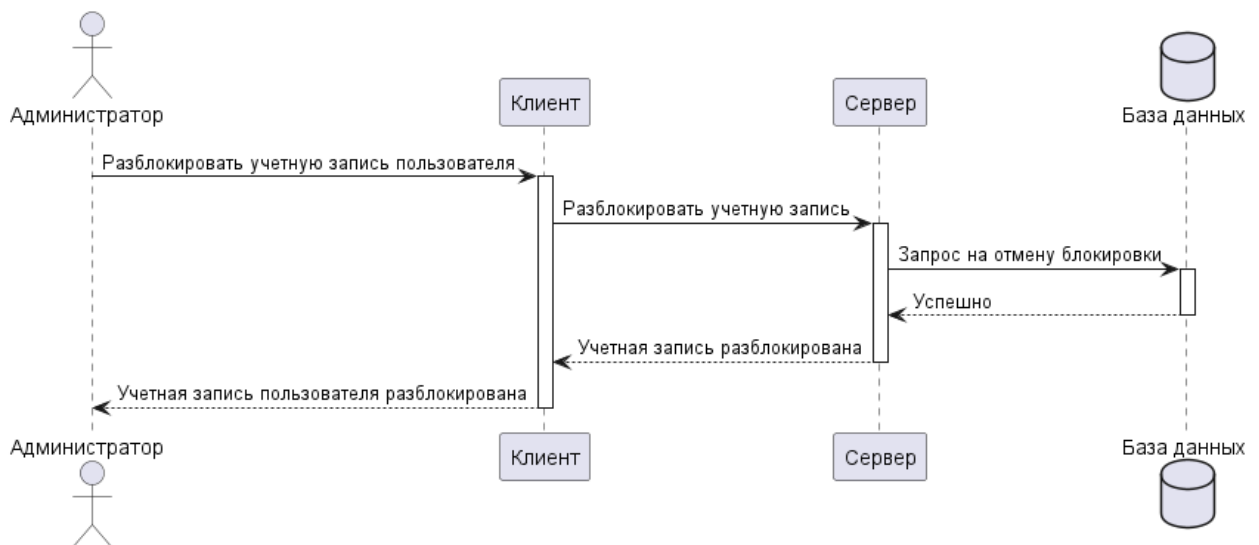 Администратор
Клиент
Сервер
База данных
Разблокировать учетную запись пользователя
Разблокировать учетную запись
Запрос на отмену блокировки
Успешно
Учетная запись разблокирована
Учетная запись пользователя разблокирована
Администратор
Клиент
Сервер
База данных